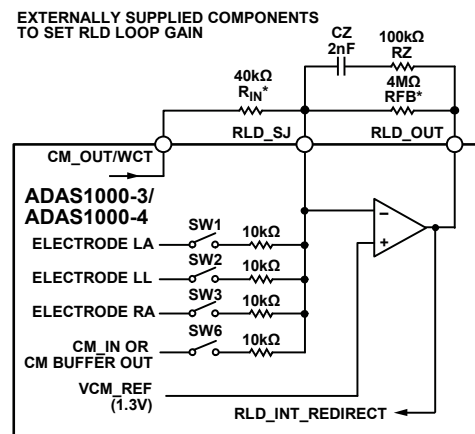 EXTERNALLY SUPPLIED COMPONENTS
TO SET RLD LOOP GAIN
CZ
2nF
100kΩ
RZ
40kΩ
RIN*
4MΩ
RFB*
CM_OUT/WCT
RLD_SJ
RLD_OUT
ADAS1000-3/
ADAS1000-4
SW1
ELECTRODE LA
10kΩ
SW2
ELECTRODE LL
10kΩ
SW3
ELECTRODE RA
10kΩ
SW6
CM_IN OR
CM BUFFER OUT
10kΩ
–
+
VCM_REF
(1.3V)
RLD_INT_REDIRECT